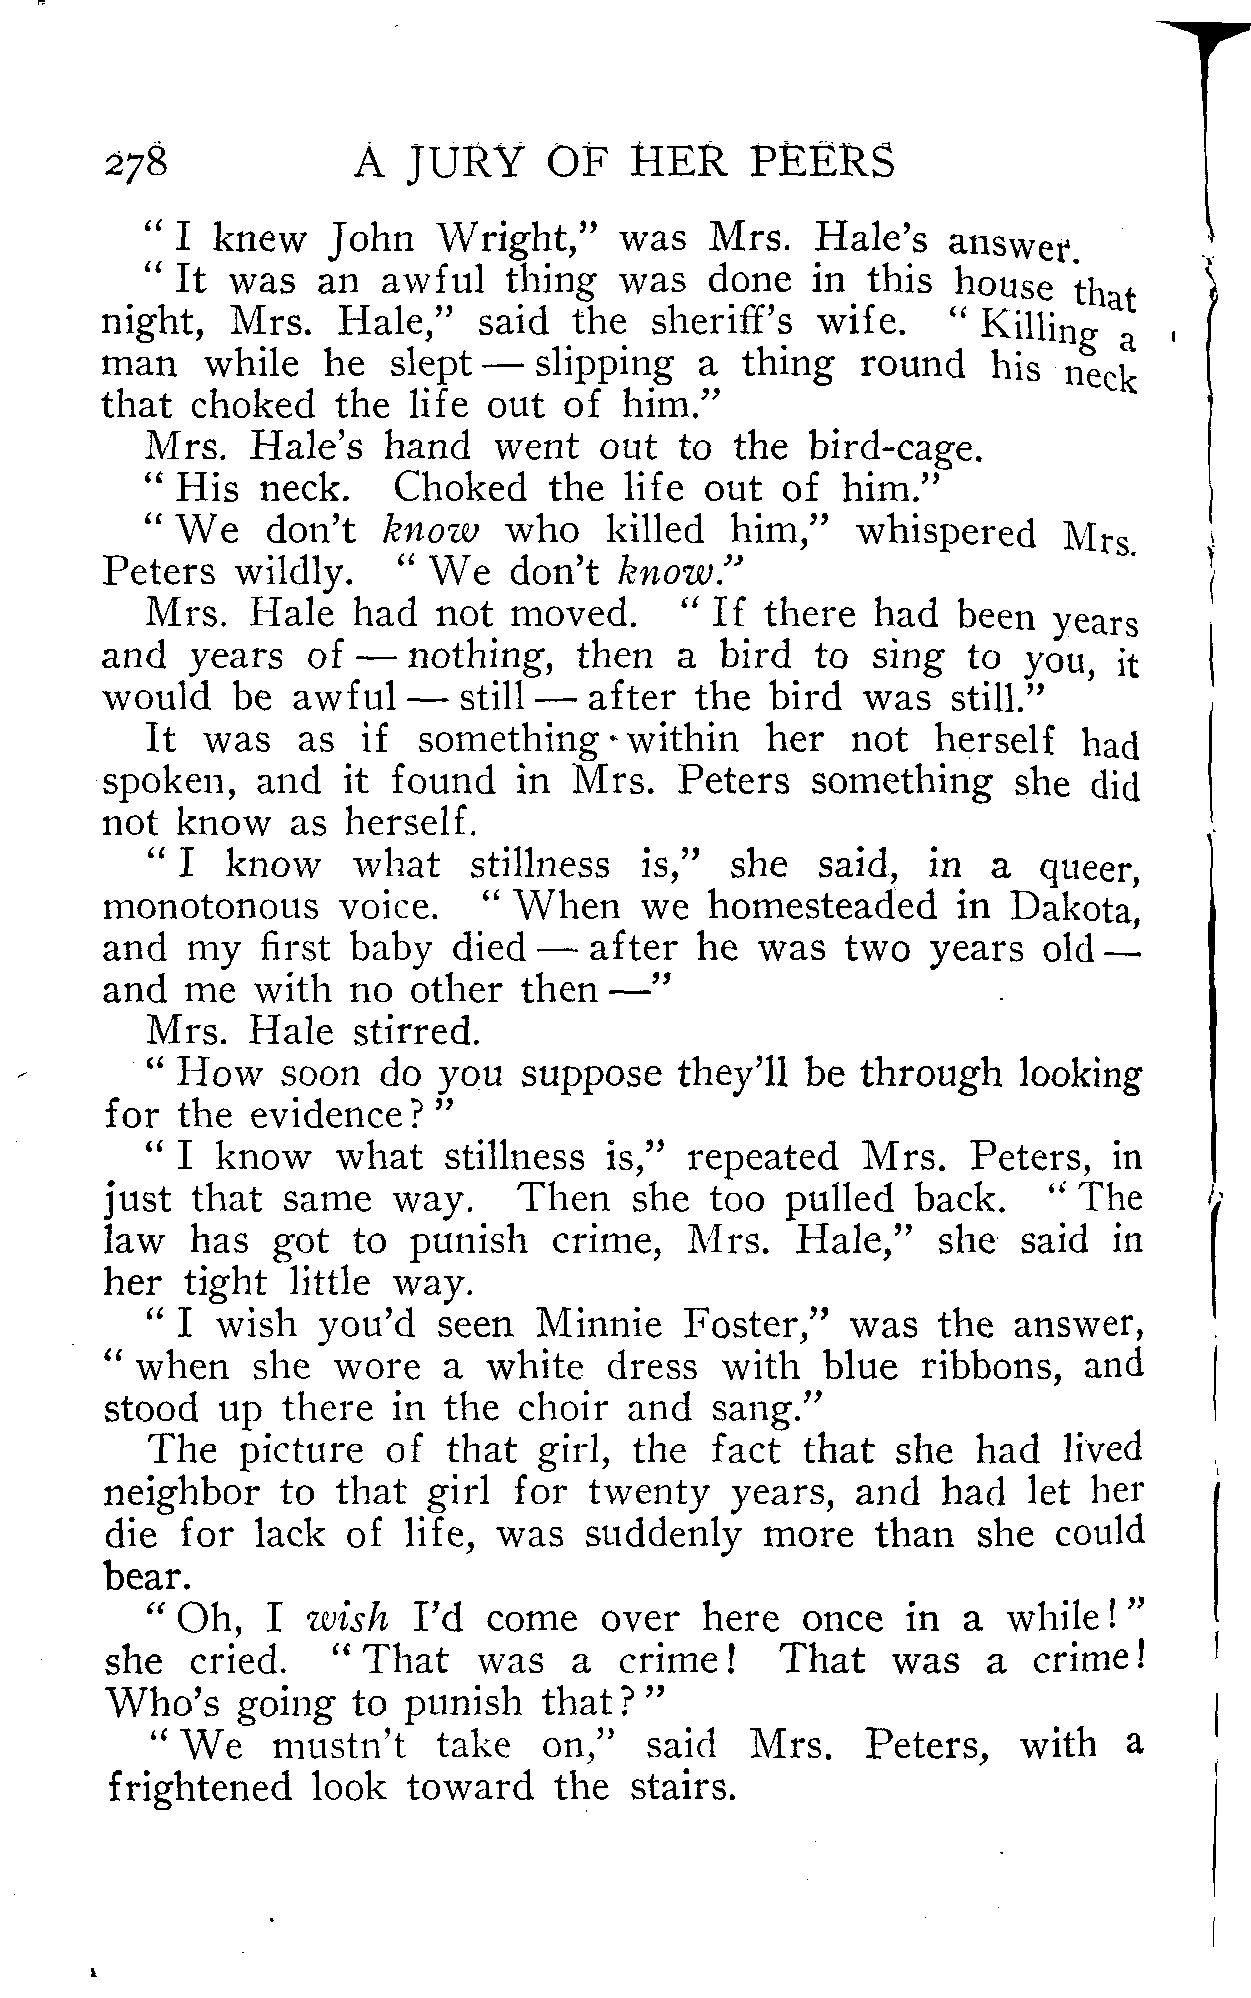 278 A JURY OF HER PEERS
“ I knew John Wright,” was Mrs. Hale’s answer.
“ It was an awful thing was done in this house that
night, Mrs. Hale,” said the sheriff’s wife. “ Killing a
man while he slept — slipping a thing round his neck
that choked the life out of him.”
Mrs. Hale’s hand went out to the bird-cage.
“ His neck. Choked the life out of him.”
“ We don’t know who killed him,” whispered Mrs.
Peters wildly. “ We don’t know.”
Mrs. Hale had not moved. “ If there had been years
and years of — nothing, then a bird to sing to you, it
would be awful — still — after the bird was still.”
It was as if something within her not herself had
spoken, and it found in Mrs. Peters something she did
not know as herself.
“ I know what stillness is,” she said, in a queer,
monotonous voice. “ When we homesteaded in Dakota,
and my first baby died — after he was two years old —
and me with no other then —”
Mrs. Hale stirred.
“ How soon do you suppose they’ll be through looking
for the evidence? ”
“ I know what stillness is,” repeated Mrs. Peters, in
just that same way. Then she too pulled back. “ The
law has got to punish crime, Mrs. Hale,” she said in
her tight little way.
“ I wish you’d seen Minnie Foster,” was the answer,
“ when she wore a white dress with blue ribbons, and
stood up there in the choir and sang.”
The picture of that girl, the fact that she had lived
neighbor to that girl for twenty years, and had let her
die for lack of life, was suddenly more than she could
bear.
“ Oh, I wish I’d come over here once in a while! ”
she cried. “ That was a crime! That was a crime!
Who’s going to punish that? ”
“ We mustn’t take on,” said Mrs. Peters, with a
frightened look toward the stairs.